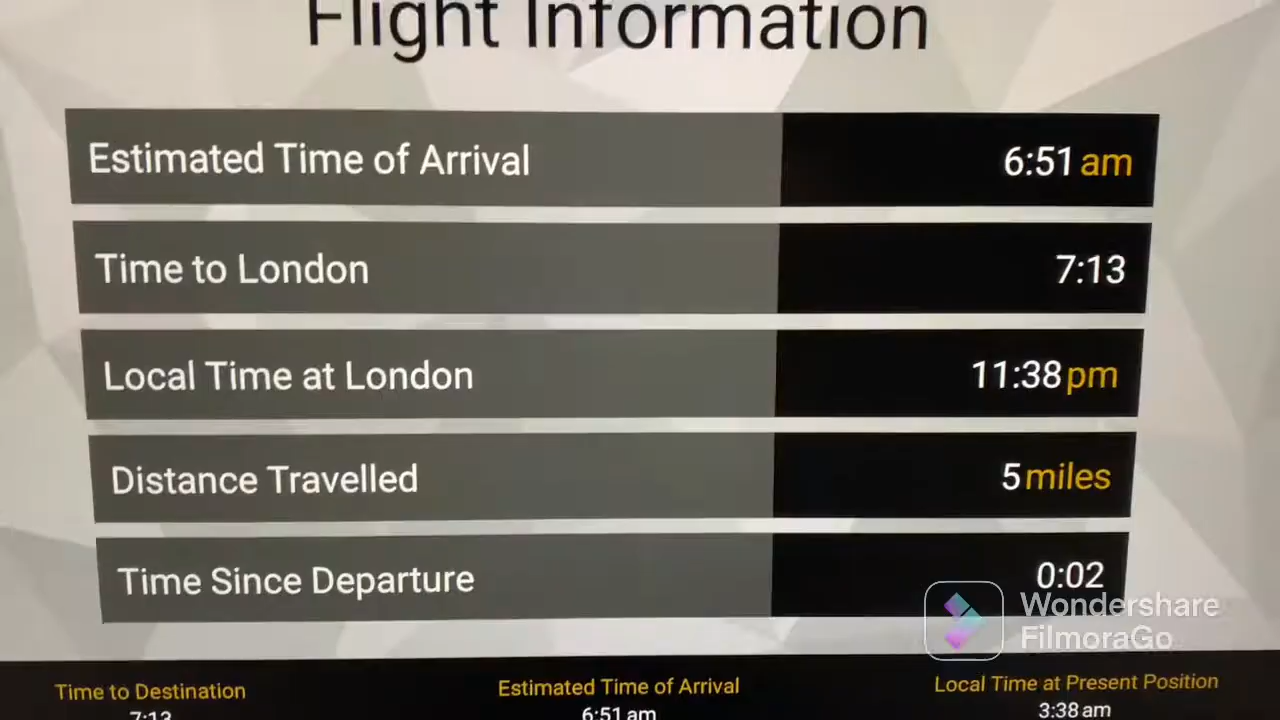 Flight Information
Estimated Time of Arrival 6:51 am
Time to London 7:13
Local Time at London 11:38 pm
Distance Travelled 5 miles
Time Since Departure 0:02
Wondershare
FilmoraGo
Time to Destination Estimated Time of Arrival Local Time at Present Position
7:13 6:51 am 3:38 am